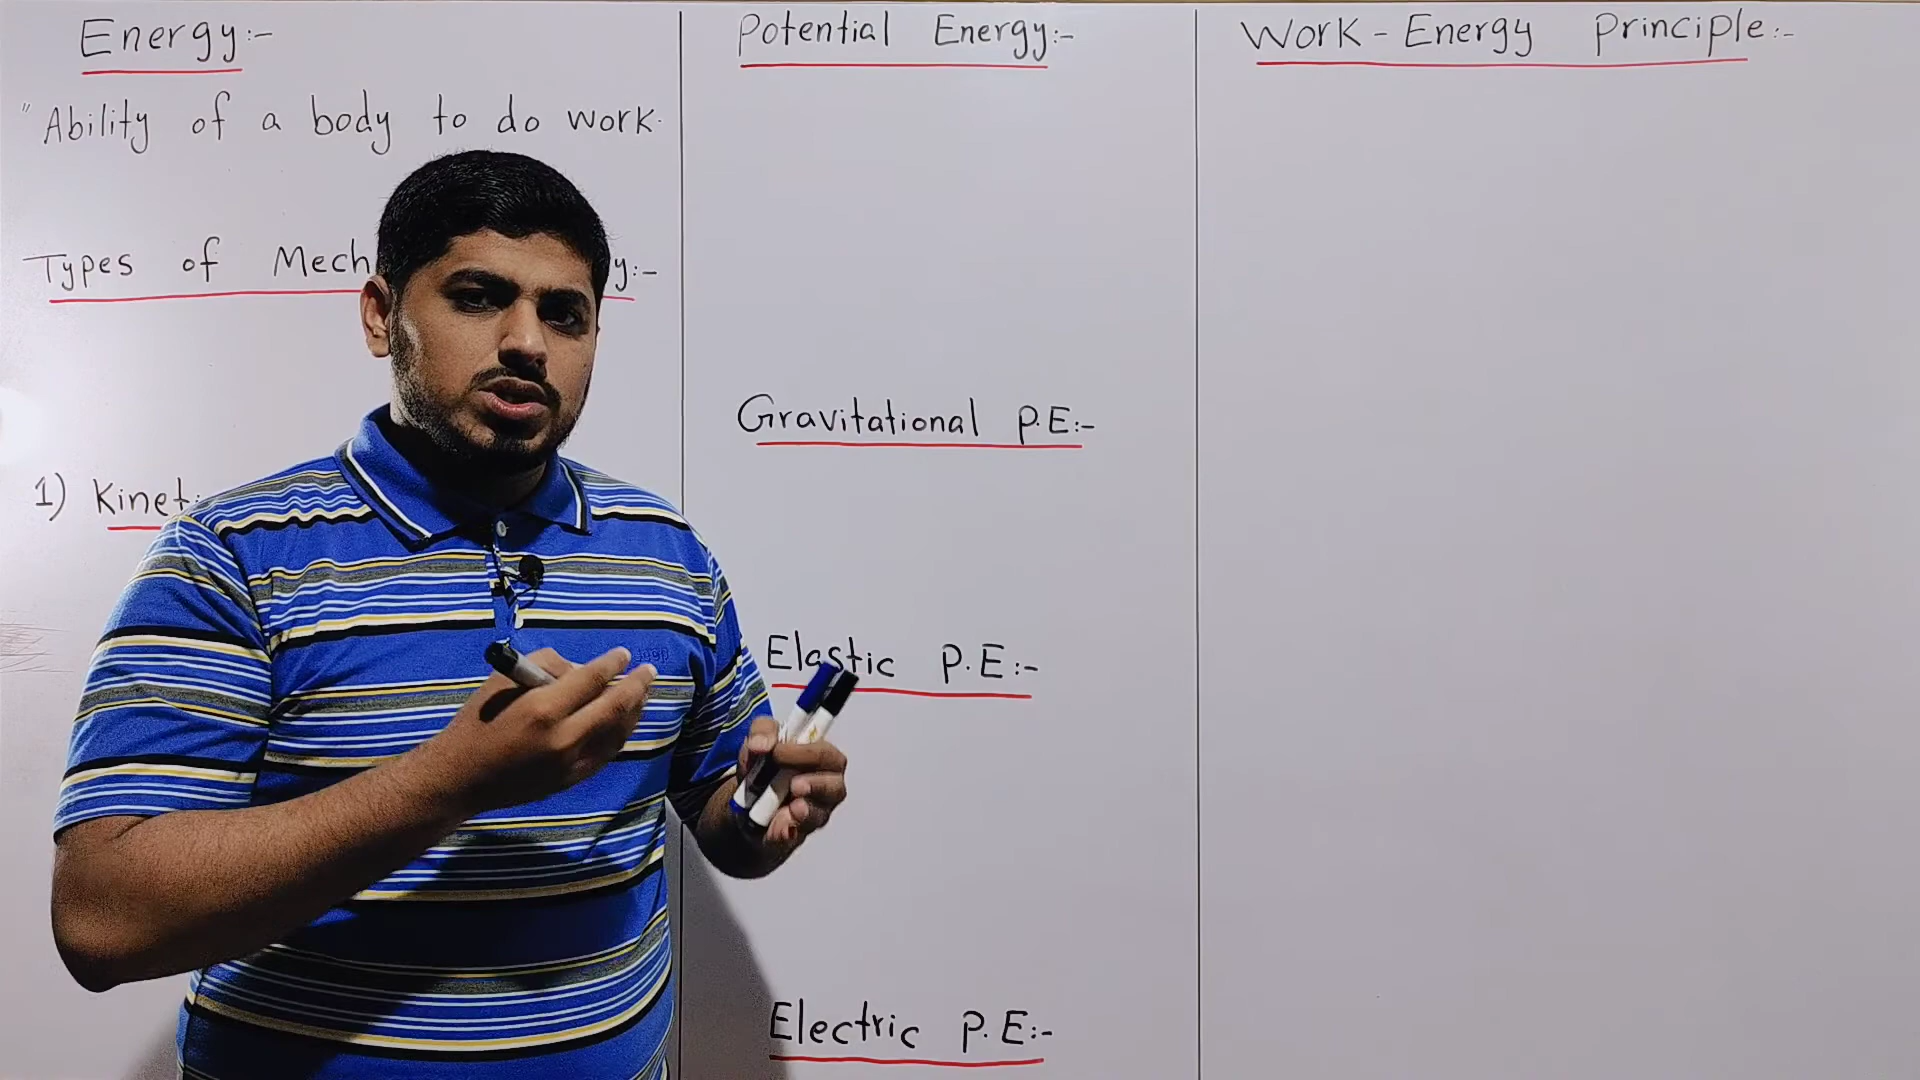 Energy:-
"Ability of a body to do work.
Types of Mech y:-
1) Kinet
Potential Energy:-
Gravitational P.E:-
Elastic P.E:-
Electric P.E:-
Work - Energy Principle:-